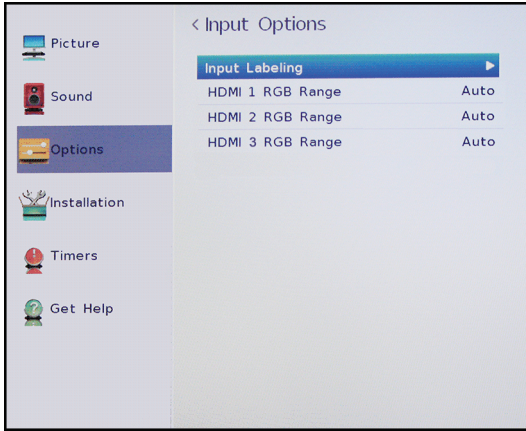 Picture
Sound
Options
Installation
Timers
Get Help
< Input Options
Input Labeling
HDMI 1 RGB Range Auto
HDMI 2 RGB Range Auto
HDMI 3 RGB Range Auto